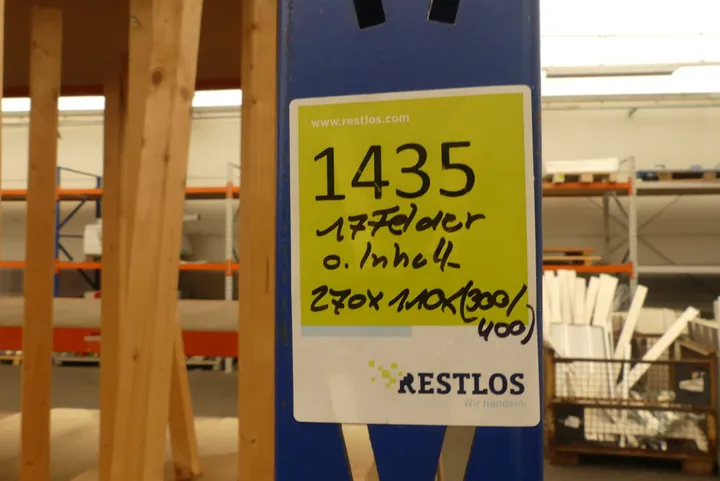 www.restlos.com
1435
17 Felder
o. Inhalt
270x110x(300/
400)
RESTLOS
Wir handeln.